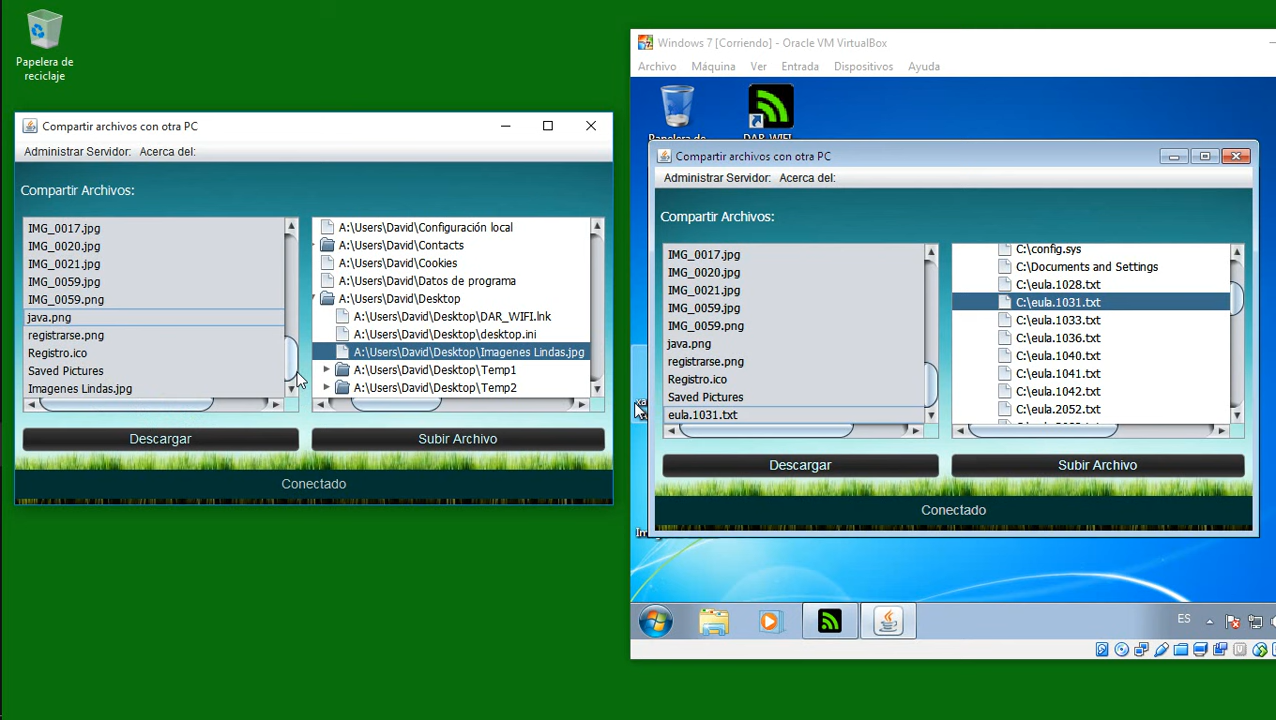 Papelera de
reciclaje
Compartir archivos con otra PC
Administrar Servidor: Acerca del:
Compartir Archivos:
IMG_0017.jpg
IMG_0020.jpg
IMG_0021.jpg
IMG_0059.jpg
IMG_0059.png
java.png
registrarse.png
Registro.ico
Saved Pictures
Imagenes Lindas.jpg
A:\Users\David\Configuración local
A:\Users\David\Contacts
A:\Users\David\Cookies
A:\Users\David\Datos de programa
A:\Users\David\Desktop
A:\Users\David\Desktop\DAR_WIFI.lnk
A:\Users\David\Desktop\desktop.ini
A:\Users\David\Desktop\Imagenes Lindas.jpg
A:\Users\David\Desktop\Temp1
A:\Users\David\Desktop\Temp2
Descargar
Subir Archivo
Conectado
Windows 7 [Corriendo] - Oracle VM VirtualBox
Archivo Máquina Ver Entrada Dispositivos Ayuda
Papelera de
DAR_WIFI
Compartir archivos con otra PC
Administrar Servidor: Acerca del:
Compartir Archivos:
IMG_0017.jpg
IMG_0020.jpg
IMG_0021.jpg
IMG_0059.jpg
IMG_0059.png
java.png
registrarse.png
Registro.ico
Saved Pictures
eula.1031.txt
C:\config.sys
C:\Documents and Settings
C:\eula.1028.txt
C:\eula.1031.txt
C:\eula.1033.txt
C:\eula.1036.txt
C:\eula.1040.txt
C:\eula.1041.txt
C:\eula.1042.txt
C:\eula.2052.txt
Descargar
Subir Archivo
Conectado
ES